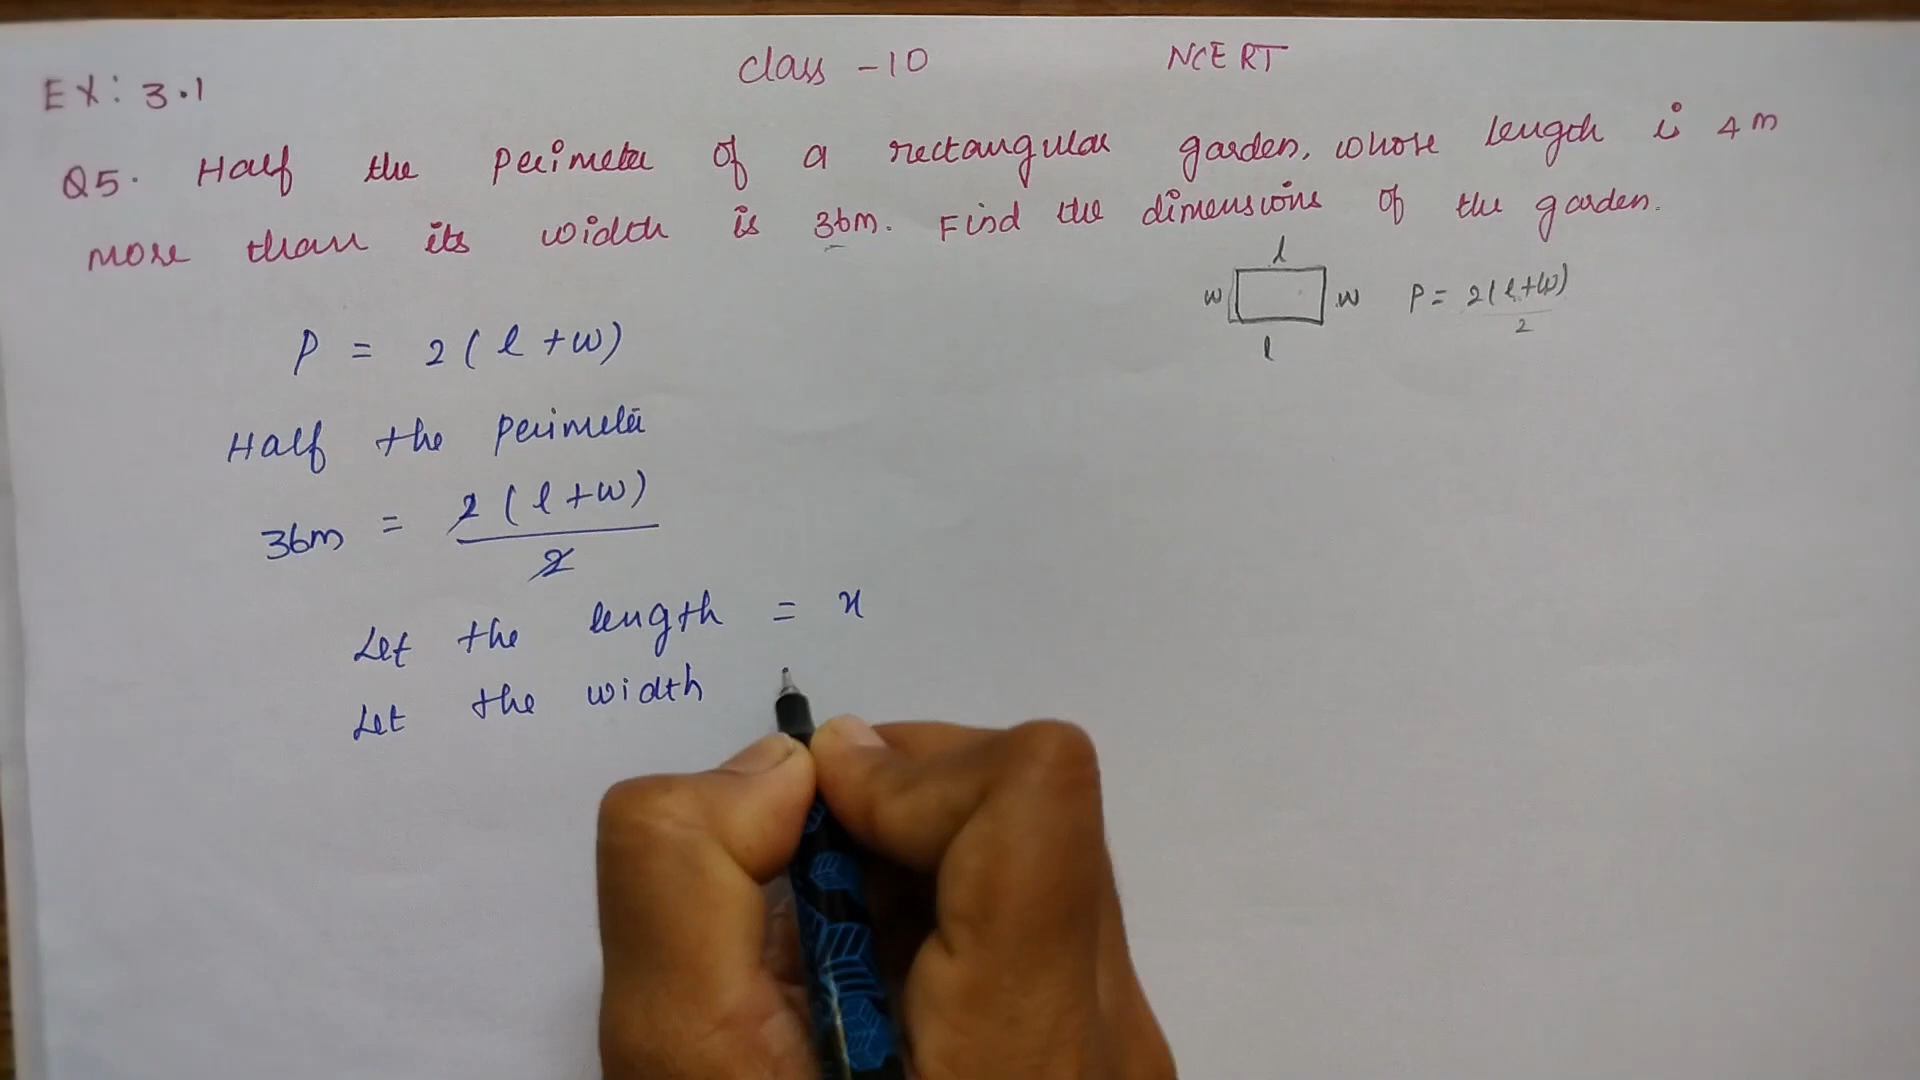 Class - 10 NCERT
EX: 3.1
Q5. Half the perimeter of a rectangular garden, whose length is 4m
more than its width is 36m. Find the dimensions of the garden.
l
w w P = 2(l+w)
2
l
P = 2(l+w)
Half the perimeter
36m = 2(l+w)
2
Let the length = x
Let the width